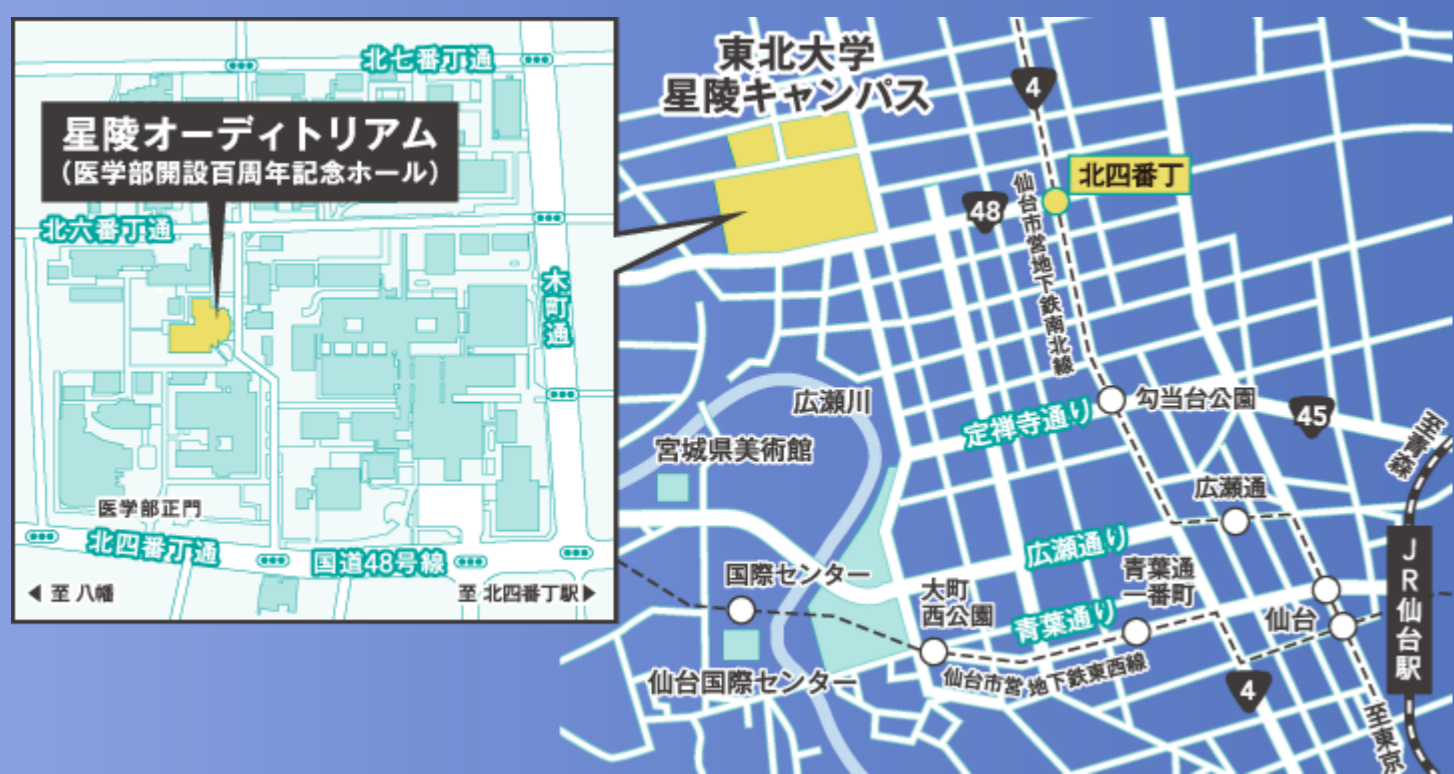 北七番丁通
星陵オーディトリアム
(医学部開設百周年記念ホール)
北六番丁通
木町通
医学部正門
北四番丁通
国道48号線
至 八幡
至 北四番丁駅
東北大学
星陵キャンパス
4
北四番丁
48
仙台市営地下鉄南北線
広瀬川
勾当台公園
定禅寺通り
45
至青森
宮城県美術館
広瀬通
広瀬通り
国際センター
大町
西公園
青葉通
一番町
青葉通り
仙台
JR仙台駅
仙台国際センター
仙台市営 地下鉄東西線
4
至東京